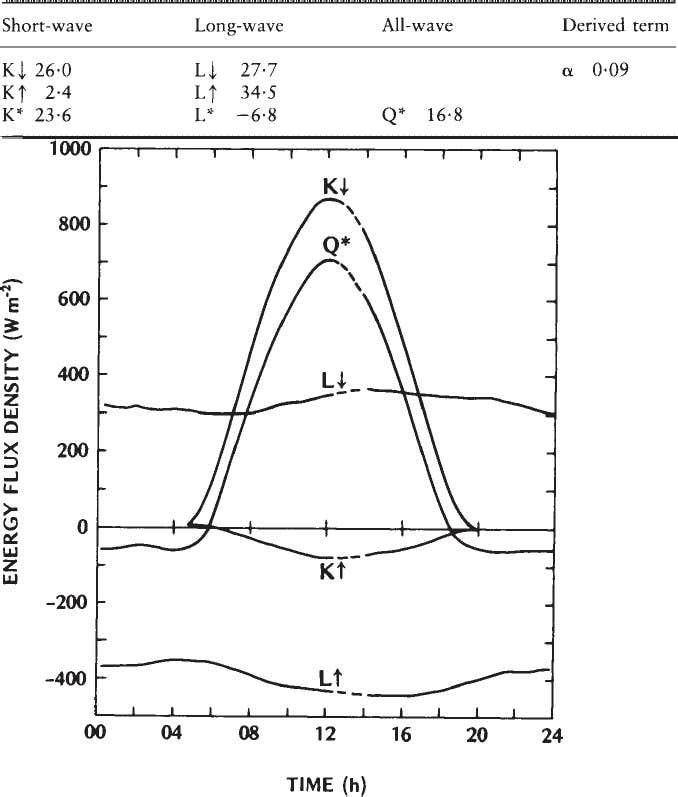 Short-wave Long-wave All-wave Derived term
K↓ 26·0 L↓ 27·7 α 0·09
K↑ 2·4 L↑ 34·5
K* 23·6 L* −6·8 Q* 16·8
1000
800
600
400
200
0
-200
-400
ENERGY FLUX DENSITY (W m⁻²)
K↓
Q*
L↓
K↑
L↑
00 04 08 12 16 20 24
TIME (h)